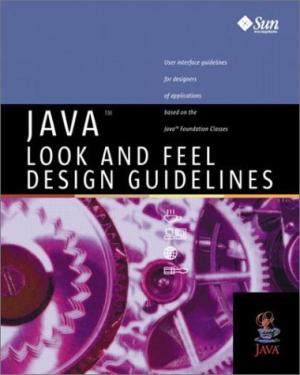 Sun
User interface guidelines
for designers
of applications
based on the
Java™ Foundation Classes
JAVA™
LOOK AND FEEL
DESIGN GUIDELINES
JAVA